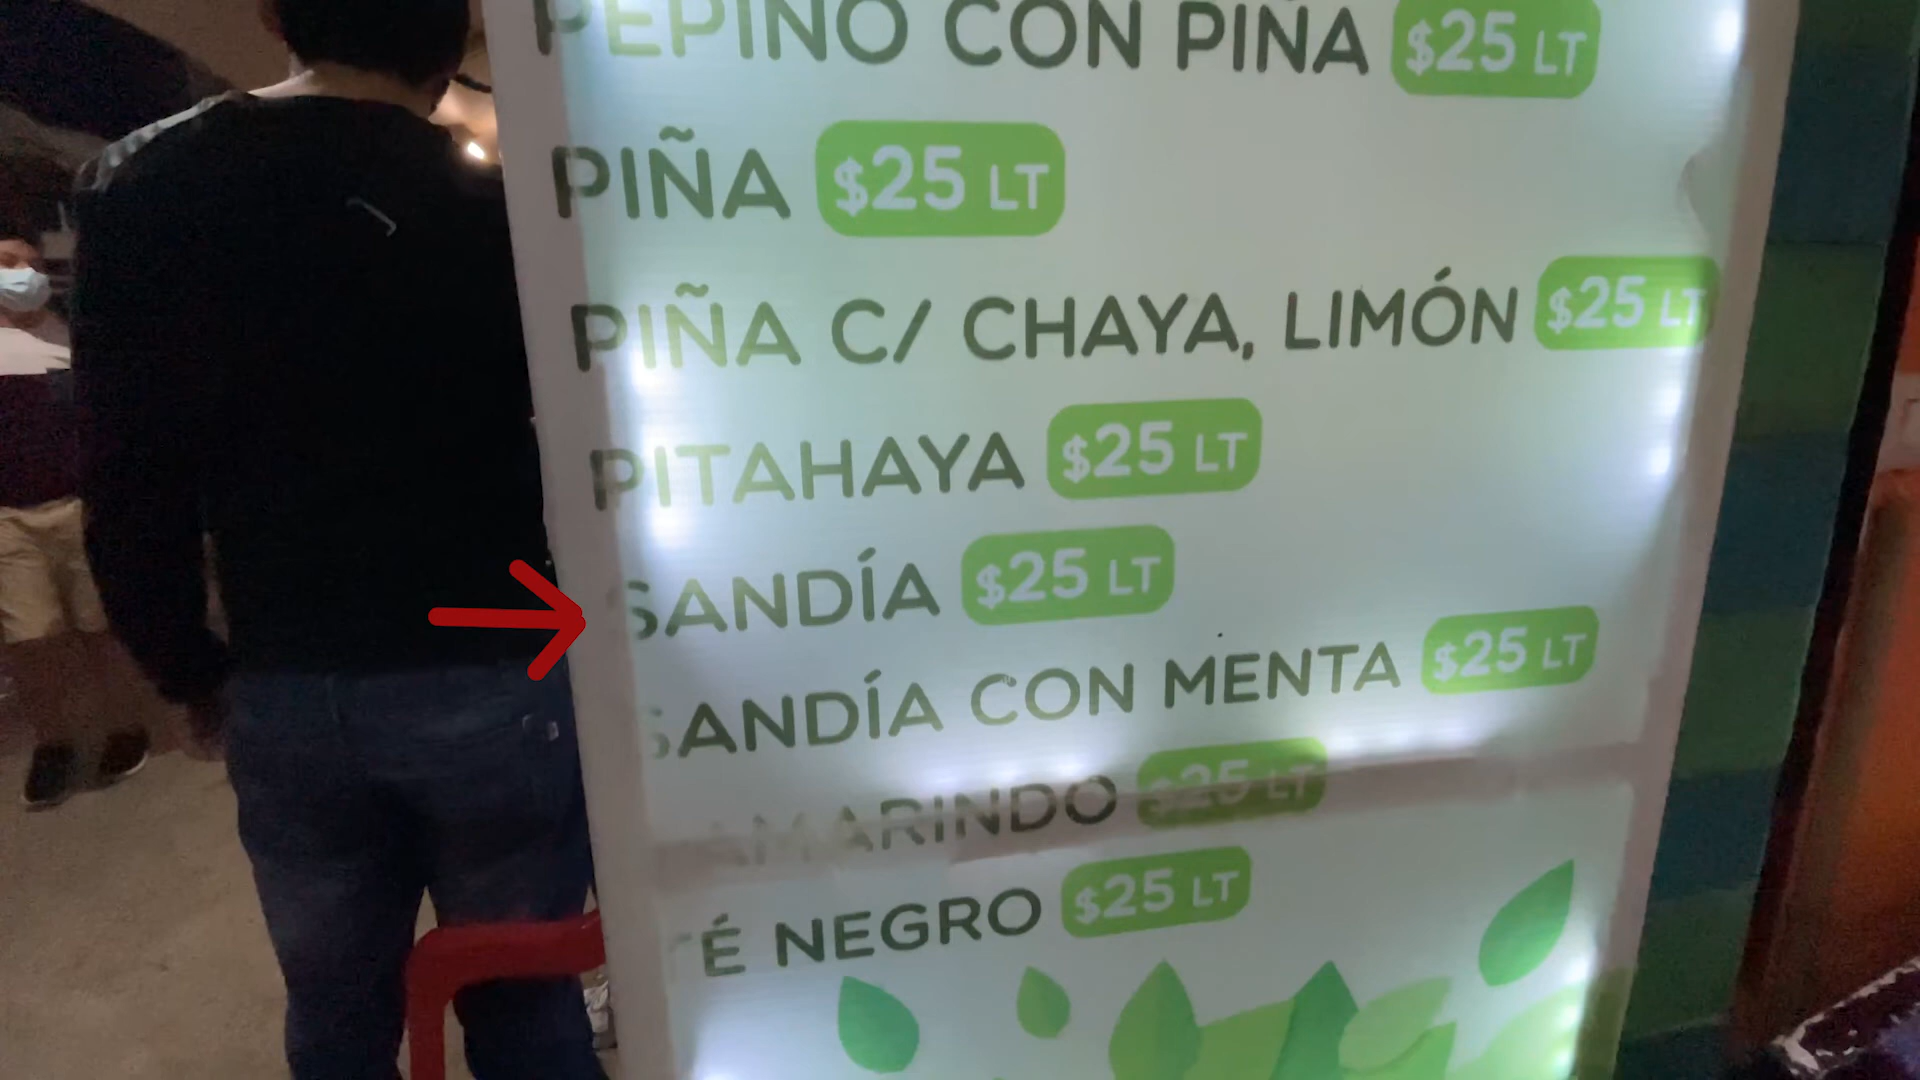 PEPINO CON PIÑA $25 LT
PIÑA $25 LT
PIÑA C/ CHAYA, LIMÓN $25 LT
PITAHAYA $25 LT
SANDÍA $25 LT
SANDÍA CON MENTA $25 LT
TAMARINDO $25 LT
TÉ NEGRO $25 LT